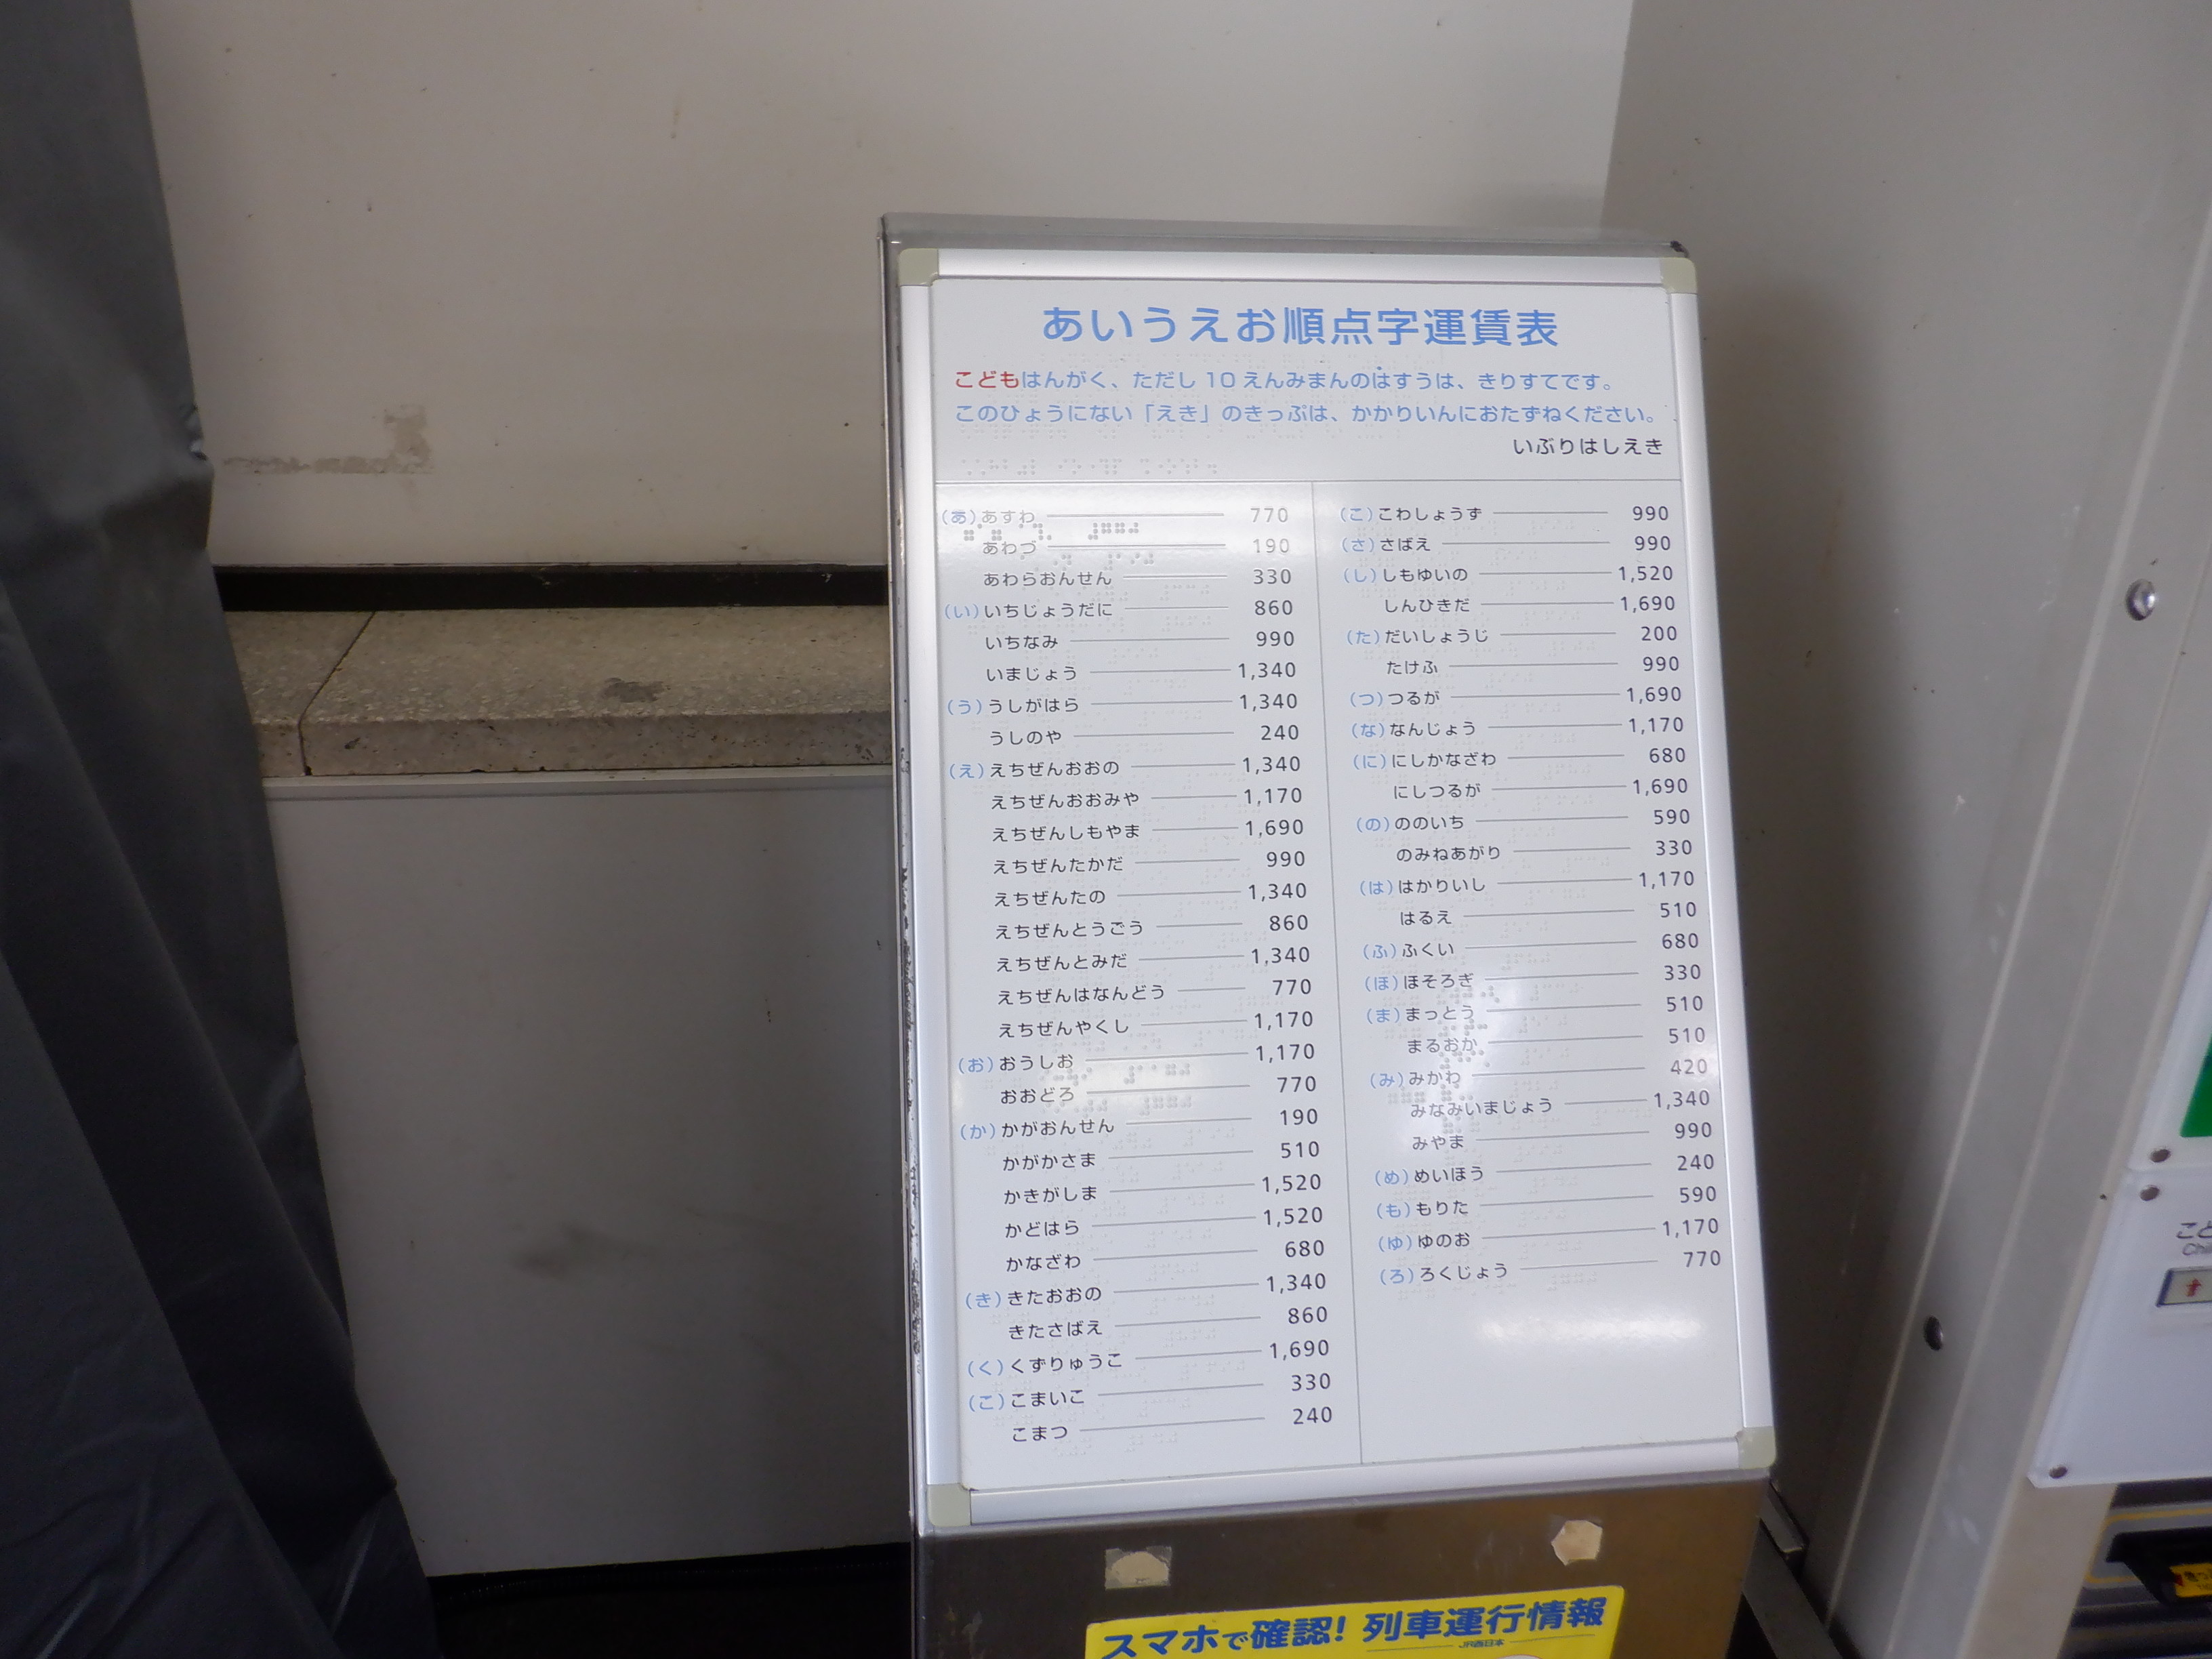 あいうえお順点字運賃表
こどもはんがく、ただし 10 えんみまんのはすうは、きりすてです。
このひょうにない「えき」のきっぷは、かかりいんにおたずねください。
いぶりはしえき
(あ) あすわ 770
あわづ 190
あわらおんせん 330
(い) いちじょうだに 860
いちなみ 990
いまじょう 1,340
(う) うしがはら 1,340
うしのや 240
(え) えちぜんおおの 1,340
えちぜんおおみや 1,170
えちぜんしもやま 1,690
えちぜんたかだ 990
えちぜんたの 1,340
えちぜんとうごう 860
えちぜんとみだ 1,340
えちぜんはなんどう 770
えちぜんやくし 1,170
(お) おうしお 1,170
おおどろ 770
(か) かがおんせん 190
かがかさま 510
かきがしま 1,520
かどはら 1,520
かなざわ 680
(き) きたおおの 1,340
きたさばえ 860
(く) くずりゅうこ 1,690
(こ) こまいこ 330
こまつ 240
(こ) こわしょうず 990
(さ) さばえ 990
(し) しもゆいの 1,520
しんひきだ 1,690
(た) だいしょうじ 200
たけふ 990
(つ) つるが 1,690
(な) なんじょう 1,170
(に) にしかなざわ 680
にしつるが 1,690
(の) ののいち 590
のみねあがり 330
(は) はかりいし 1,170
はるえ 510
(ふ) ふくい 680
(ほ) ほそろぎ 330
(ま) まっとう 510
まるおか 510
(み) みかわ 420
みなみいまじょう 1,340
みやま 990
(め) めいほう 240
(も) もりた 590
(ゆ) ゆのお 1,170
(ろ) ろくじょう 770
スマホで確認! 列車運行情報
JR西日本